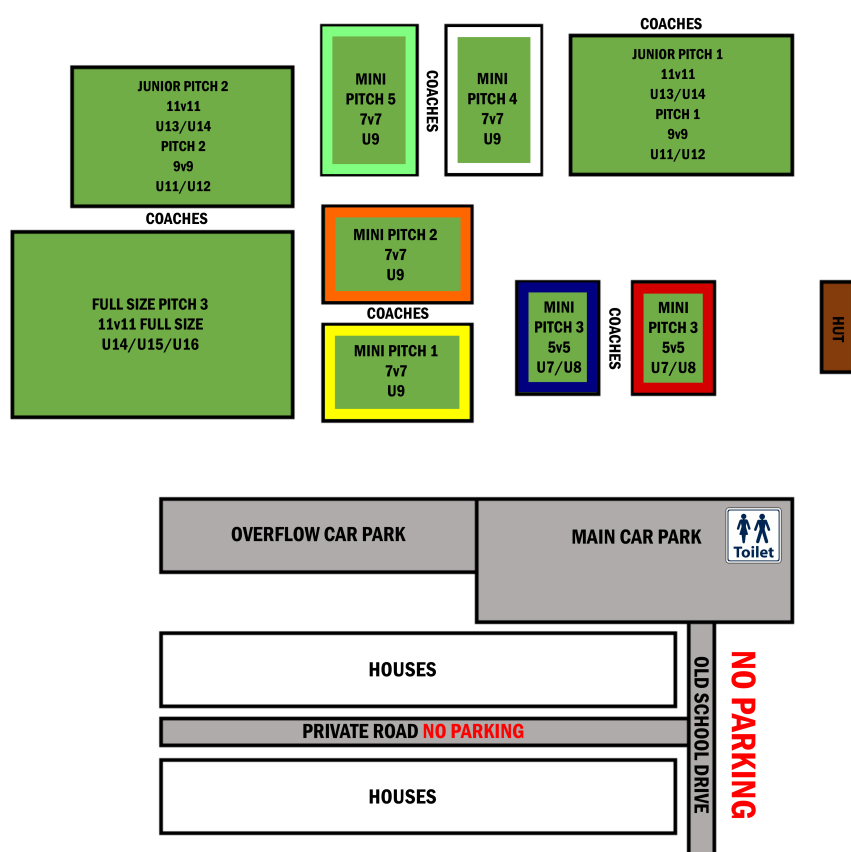 COACHES
JUNIOR PITCH 2
11v11
U13/U14
PITCH 2
9v9
U11/U12
MINI
PITCH 5
7v7
U9
COACHES
MINI
PITCH 4
7v7
U9
JUNIOR PITCH 1
11v11
U13/U14
PITCH 1
9v9
U11/U12
COACHES
FULL SIZE PITCH 3
11v11 FULL SIZE
U14/U15/U16
MINI PITCH 2
7v7
U9
COACHES
MINI PITCH 1
7v7
U9
MINI
PITCH 3
5v5
U7/U8
COACHES
MINI
PITCH 3
5v5
U7/U8
HUT
OVERFLOW CAR PARK
MAIN CAR PARK
Toilet
HOUSES
PRIVATE ROAD NO PARKING
HOUSES
OLD SCHOOL DRIVE
NO PARKING